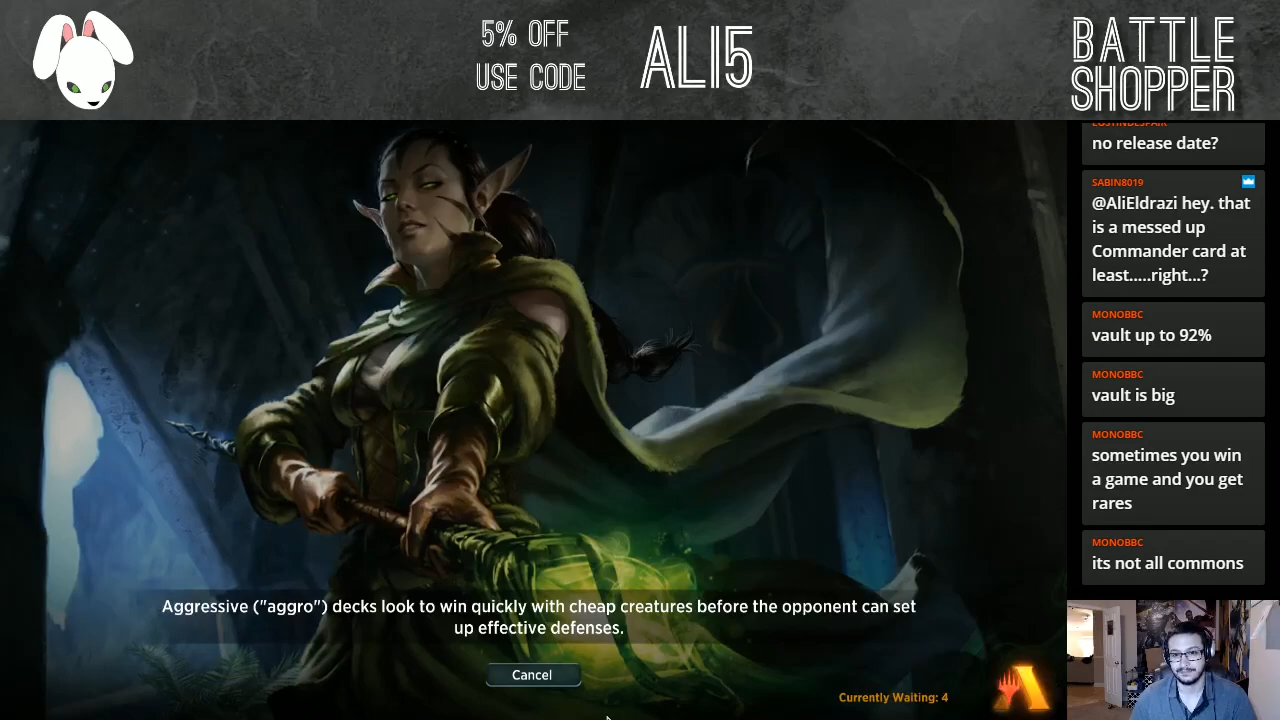 5% OFF
USE CODE
ALI5
BATTLE
SHOPPER
no release date?
SABIN8019
@AliEldrazi hey. that
is a messed up
Commander card at
least.....right...?
MONOBBC
vault up to 92%
MONOBBC
vault is big
MONOBBC
sometimes you win
a game and you get
rares
MONOBBC
its not all commons
Aggressive ("aggro") decks look to win quickly with cheap creatures before the opponent can set
up effective defenses.
Cancel
Currently Waiting: 4